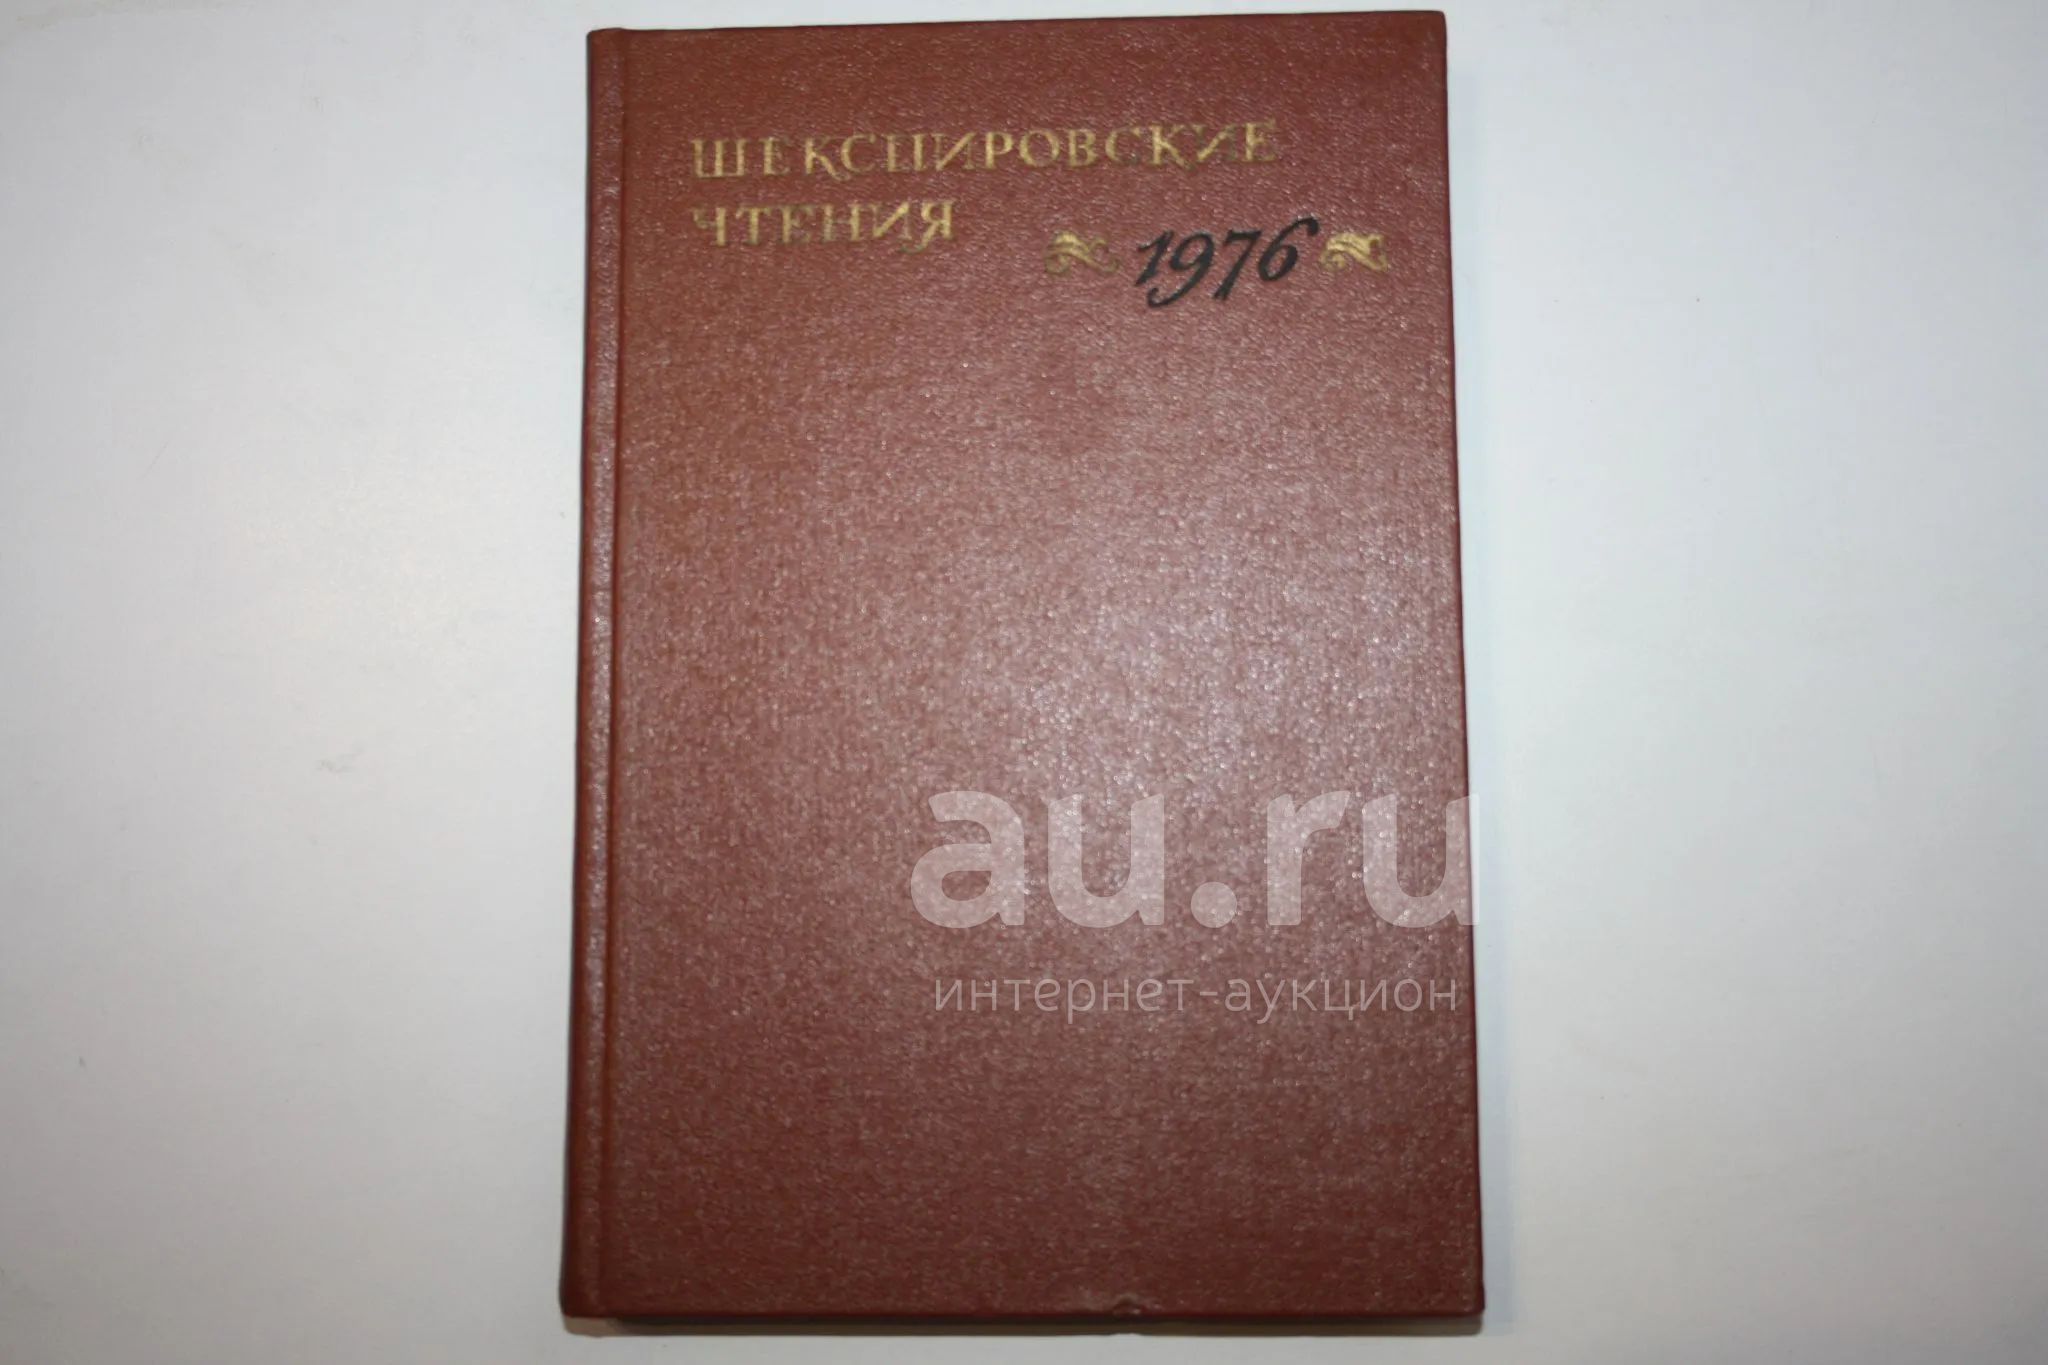 ШЕКСПИРОВСКИЕ
ЧТЕНИЯ
1976
au.ru
интернет-аукцион